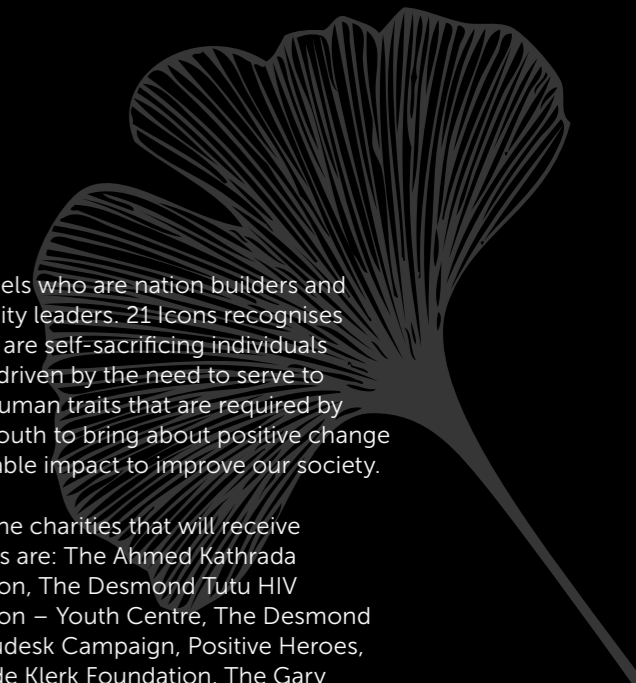 els who are nation builders and
ity leaders. 21 Icons recognises
are self-sacrificing individuals
driven by the need to serve to
uman traits that are required by
outh to bring about positive change
able impact to improve our society.
he charities that will receive
s are: The Ahmed Kathrada
on, The Desmond Tutu HIV
on – Youth Centre, The Desmond
udesk Campaign, Positive Heroes,
de Klerk Foundation, The Gary